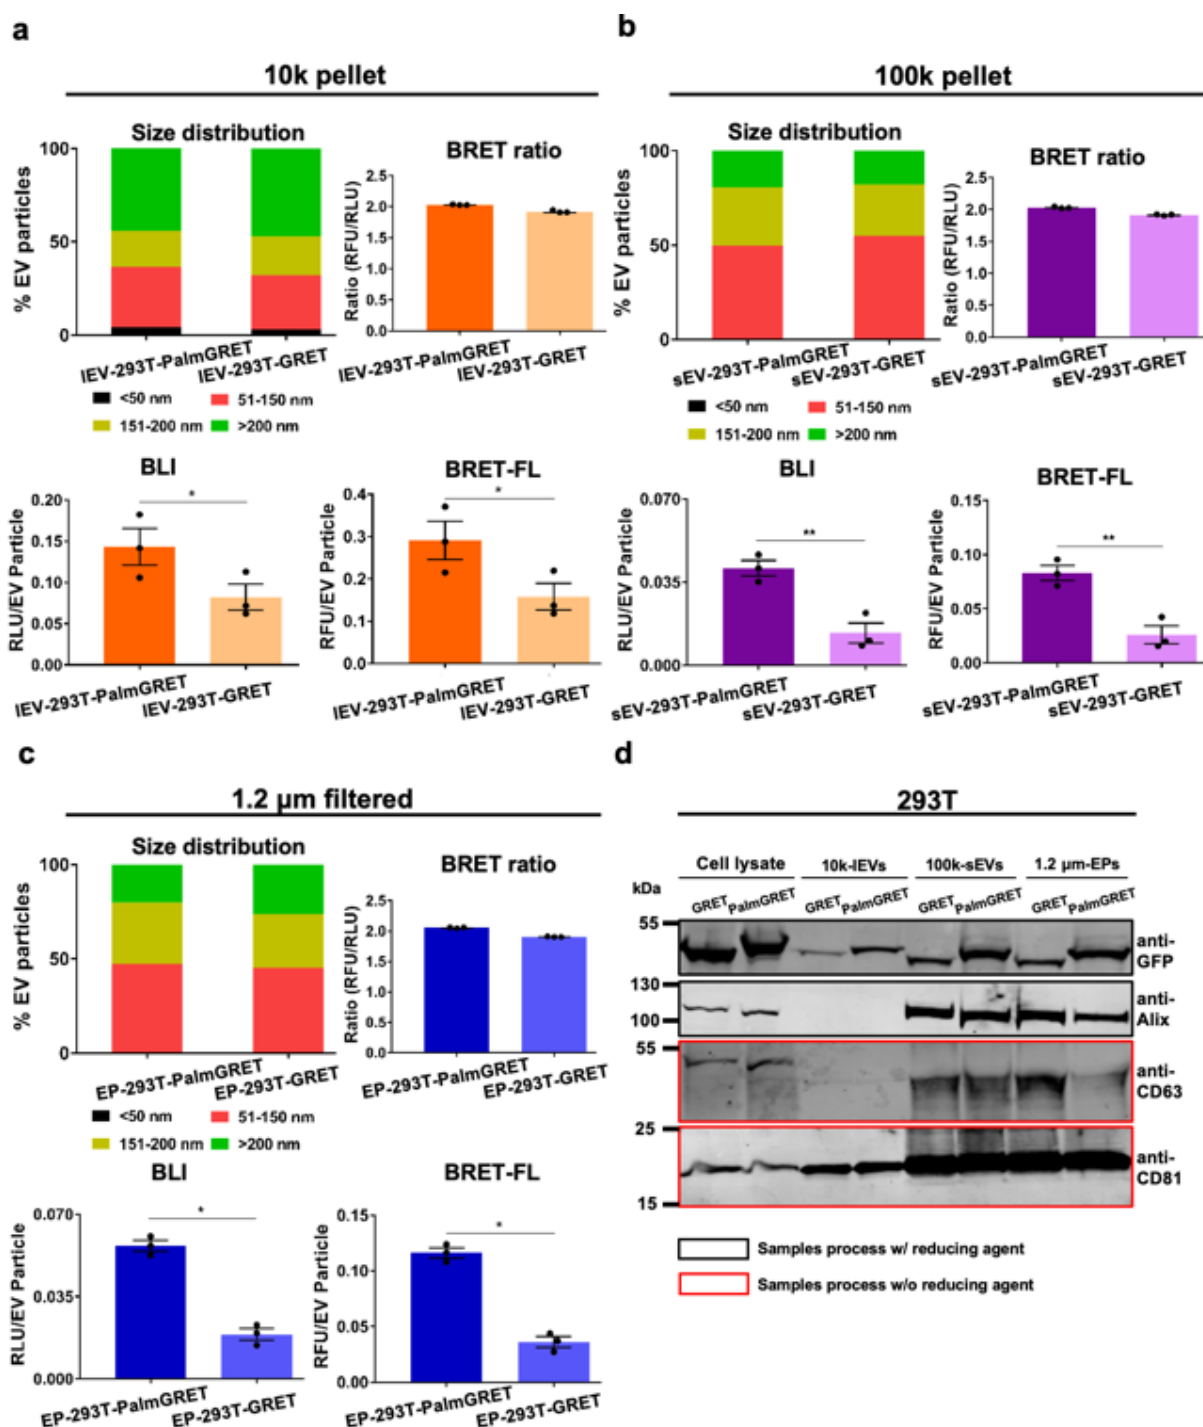 a
10k pellet
Size distribution
% EV particles
100
50
0
lEV-293T-PalmGRET
lEV-293T-GRET
<50 nm
51-150 nm
151-200 nm
>200 nm
BRET ratio
Ratio (RFU/RLU)
2.5
2.0
1.5
1.0
5.0
0.0
lEV-293T-PalmGRET
lEV-293T-GRET
BLI
RLU/EV Particle
0.20
0.15
0.10
0.05
0.00
*
lEV-293T-PalmGRET
lEV-293T-GRET
BRET-FL
RFU/EV Particle
0.4
0.3
0.2
0.1
0.0
*
lEV-293T-PalmGRET
lEV-293T-GRET
b
100k pellet
Size distribution
% EV particles
100
50
0
sEV-293T-PalmGRET
sEV-293T-GRET
<50 nm
51-150 nm
151-200 nm
>200 nm
BRET ratio
Ratio (RFU/RLU)
2.5
2.0
1.5
1.0
5.0
0.0
sEV-293T-PalmGRET
sEV-293T-GRET
BLI
RLU/EV Particle
0.070
0.035
0.000
**
sEV-293T-PalmGRET
sEV-293T-GRET
BRET-FL
RFU/EV Particle
0.15
0.10
0.05
0.00
**
sEV-293T-PalmGRET
sEV-293T-GRET
c
1.2 µm filtered
Size distribution
% EV particles
100
50
0
EP-293T-PalmGRET
EP-293T-GRET
<50 nm
51-150 nm
151-200 nm
>200 nm
BRET ratio
Ratio (RFU/RLU)
2.5
2.0
1.5
1.0
5.0
0.0
EP-293T-PalmGRET
EP-293T-GRET
BLI
RLU/EV Particle
0.070
0.035
0.000
*
EP-293T-PalmGRET
EP-293T-GRET
BRET-FL
RFU/EV Particle
0.15
0.10
0.05
0.00
*
EP-293T-PalmGRET
EP-293T-GRET
d
293T
Cell lysate 10k-lEVs 100k-sEVs 1.2 µm-EPs
kDa
GRET PalmGRET GRET PalmGRET GRET PalmGRET GRET PalmGRET
55
anti-
GFP
130
100
anti-
Alix
55
anti-
CD63
25
15
anti-
CD81
Samples process w/ reducing agent
Samples process w/o reducing agent